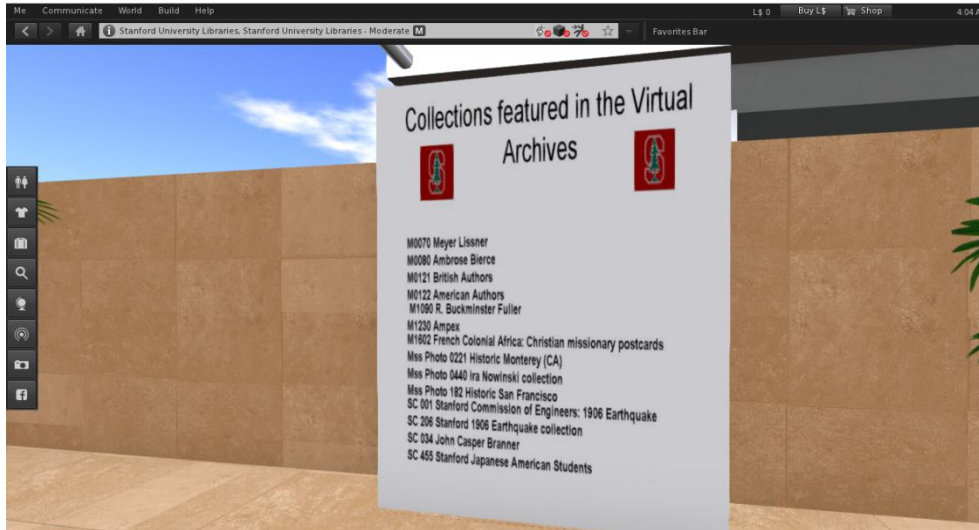 Me Communicate World Build Help L$ 0 Buy L$ Shop 4:04 A
Stanford University Libraries, Stanford University Libraries - Moderate M Favorites Bar
Collections featured in the Virtual
Archives
S S
M0070 Meyer Lissner
M0080 Ambrose Bierce
M0121 British Authors
M0122 American Authors
M1090 R. Buckminster Fuller
M1230 Ampex
M1602 French Colonial Africa: Christian missionary postcards
Mss Photo 0221 Historic Monterey (CA)
Mss Photo 0440 Ira Nowinski collection
Mss Photo 182 Historic San Francisco
SC 001 Stanford Commission of Engineers: 1906 Earthquake
SC 206 Stanford 1906 Earthquake collection
SC 034 John Casper Branner
SC 455 Stanford Japanese American Students